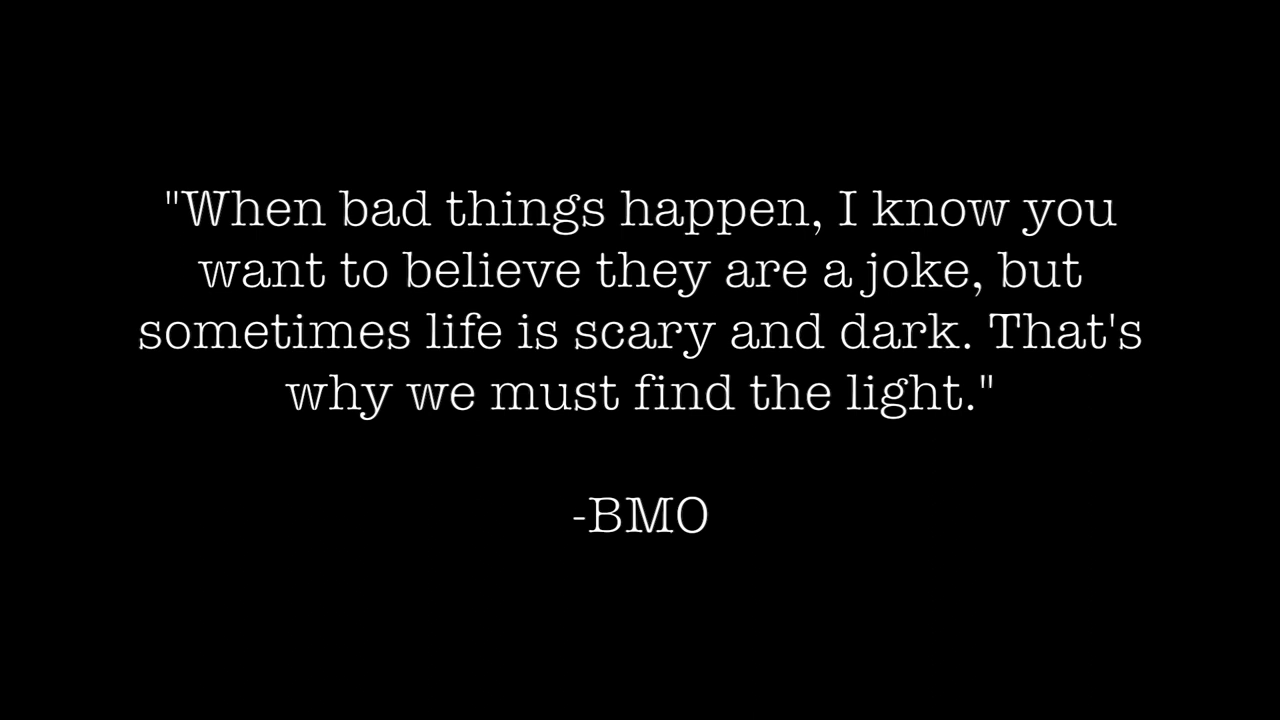 "When bad things happen, I know you
want to believe they are a joke, but
sometimes life is scary and dark. That's
why we must find the light."
-BMO